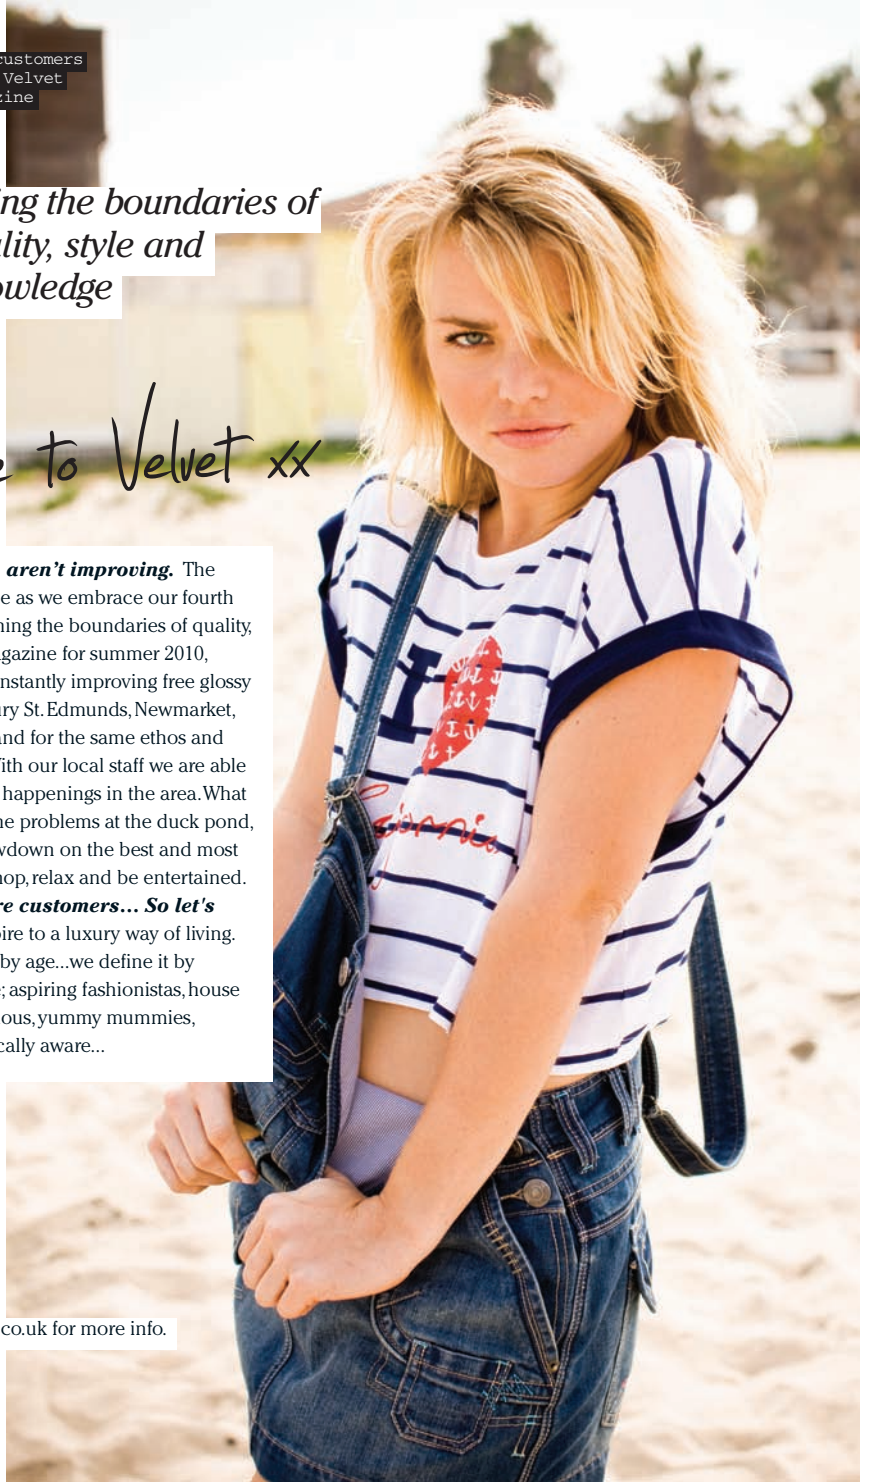 customers
Velvet
zine
ing the boundaries of
lity, style and
owledge
e to Velvet xx
aren't improving. The
e as we embrace our fourth
hing the boundaries of quality,
gazine for summer 2010,
nstantly improving free glossy
ury St.Edmunds, Newmarket,
and for the same ethos and
ith our local staff we are able
happenings in the area. What
he problems at the duck pond,
wdown on the best and most
hop, relax and be entertained.
re customers... So let's
ire to a luxury way of living.
by age...we define it by
; aspiring fashionistas, house
ous, yummy mummies,
cally aware...
co.uk for more info.